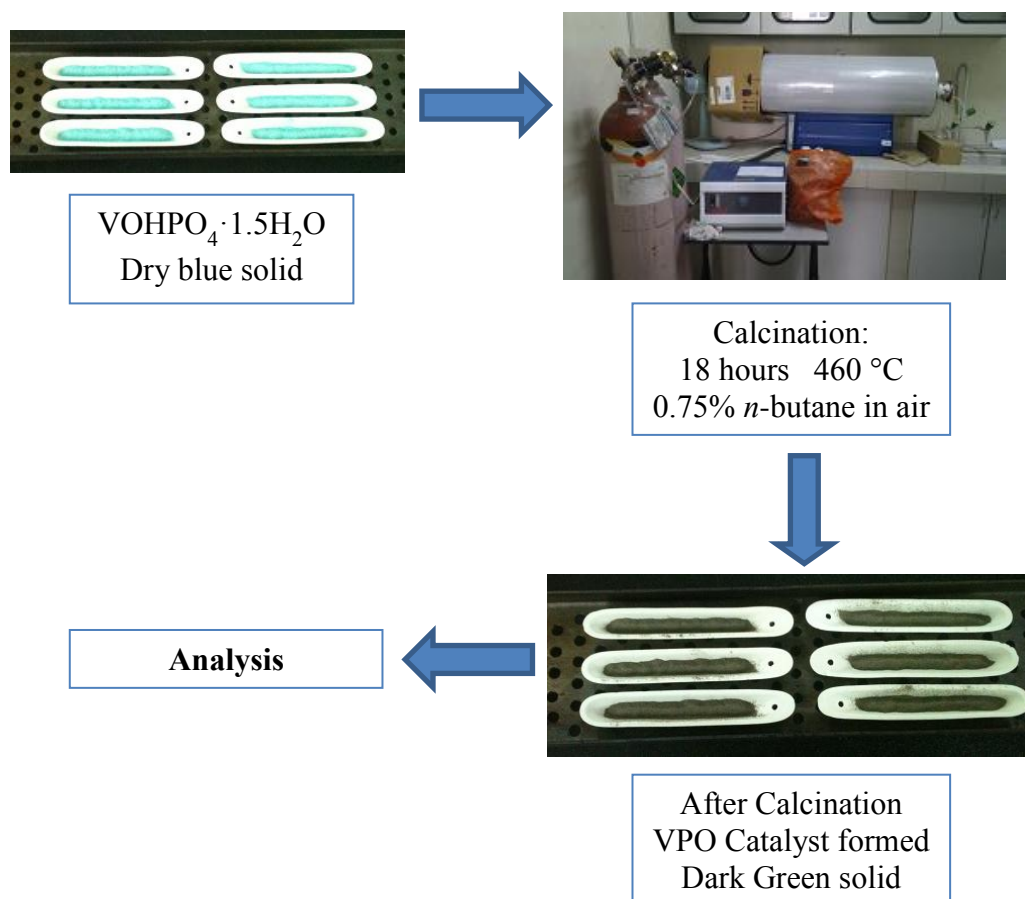 VOHPO₄·1.5H₂O
Dry blue solid
Calcination:
18 hours 460 °C
0.75% n-butane in air
Analysis
After Calcination
VPO Catalyst formed
Dark Green solid